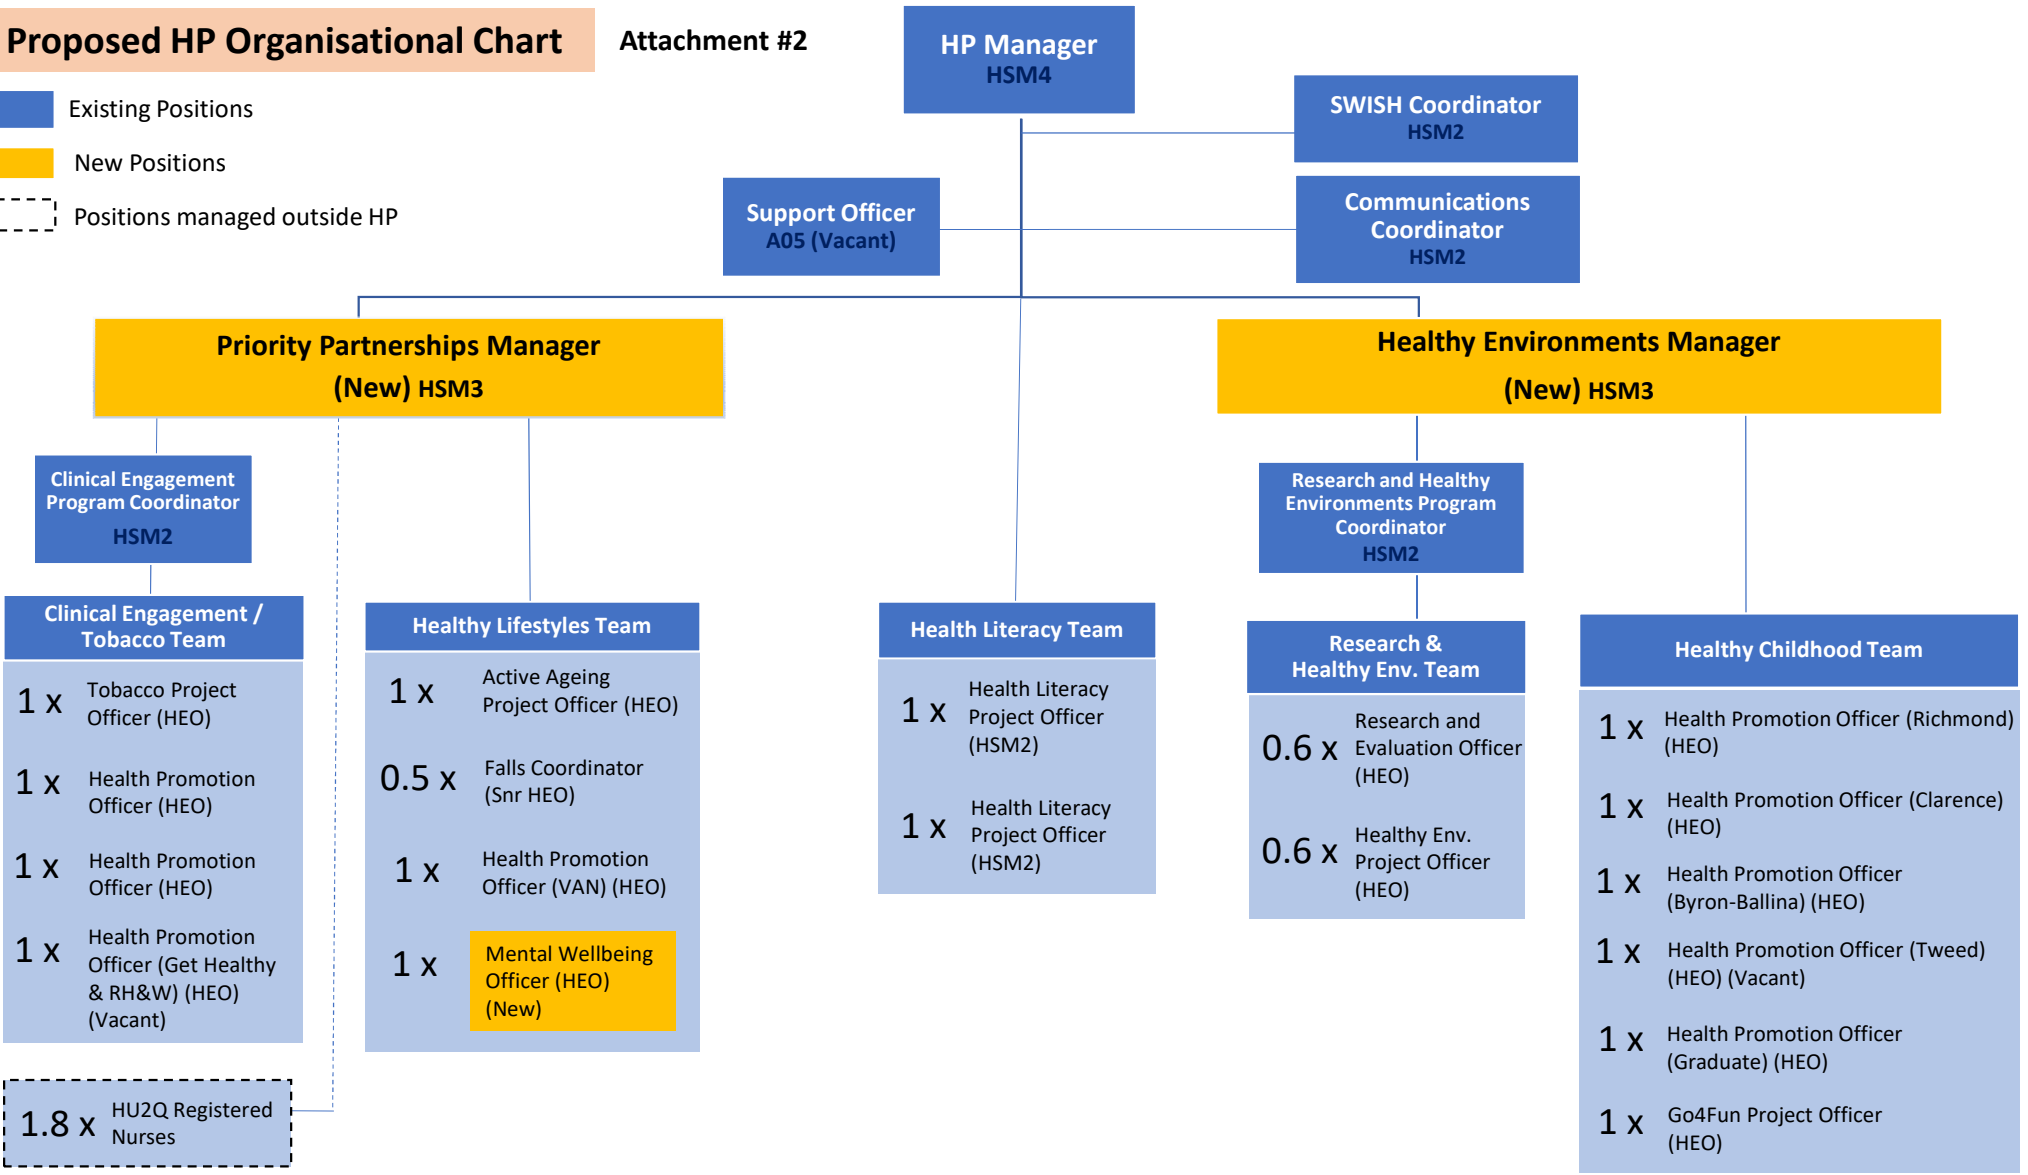 Proposed HP Organisational Chart
Attachment #2
Existing Positions
New Positions
Positions managed outside HP
HP Manager
HSM4
SWISH Coordinator
HSM2
Support Officer
A05 (Vacant)
Communications
Coordinator
HSM2
Priority Partnerships Manager
(New) HSM3
Healthy Environments Manager
(New) HSM3
Clinical Engagement
Program Coordinator
HSM2
Research and Healthy
Environments Program
Coordinator
HSM2
Clinical Engagement /
Tobacco Team
1 x
Tobacco Project
Officer (HEO)
1 x
Health Promotion
Officer (HEO)
1 x
Health Promotion
Officer (HEO)
1 x
Health Promotion
Officer (Get Healthy
& RH&W) (HEO)
(Vacant)
1.8 x
HU2Q Registered
Nurses
Healthy Lifestyles Team
1 x
Active Ageing
Project Officer (HEO)
0.5 x
Falls Coordinator
(Snr HEO)
1 x
Health Promotion
Officer (VAN) (HEO)
1 x
Mental Wellbeing
Officer (HEO)
(New)
Health Literacy Team
1 x
Health Literacy
Project Officer
(HSM2)
1 x
Health Literacy
Project Officer
(HSM2)
Research &
Healthy Env. Team
0.6 x
Research and
Evaluation Officer
(HEO)
0.6 x
Healthy Env.
Project Officer
(HEO)
Healthy Childhood Team
1 x
Health Promotion Officer (Richmond)
(HEO)
1 x
Health Promotion Officer (Clarence)
(HEO)
1 x
Health Promotion Officer
(Byron-Ballina) (HEO)
1 x
Health Promotion Officer (Tweed)
(HEO) (Vacant)
1 x
Health Promotion Officer
(Graduate) (HEO)
1 x
Go4Fun Project Officer
(HEO)